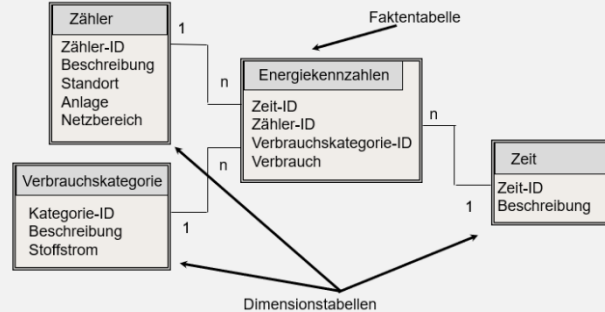 Faktentabelle
Zähler
Zähler-ID
Beschreibung
Standort
Anlage
Netzbereich
1
n
Energiekennzahlen
Zeit-ID
Zähler-ID
Verbrauchskategorie-ID
Verbrauch
n
n
1
Verbrauchskategorie
Kategorie-ID
Beschreibung
Stoffstrom
1
Zeit
Zeit-ID
Beschreibung
Dimensionstabellen